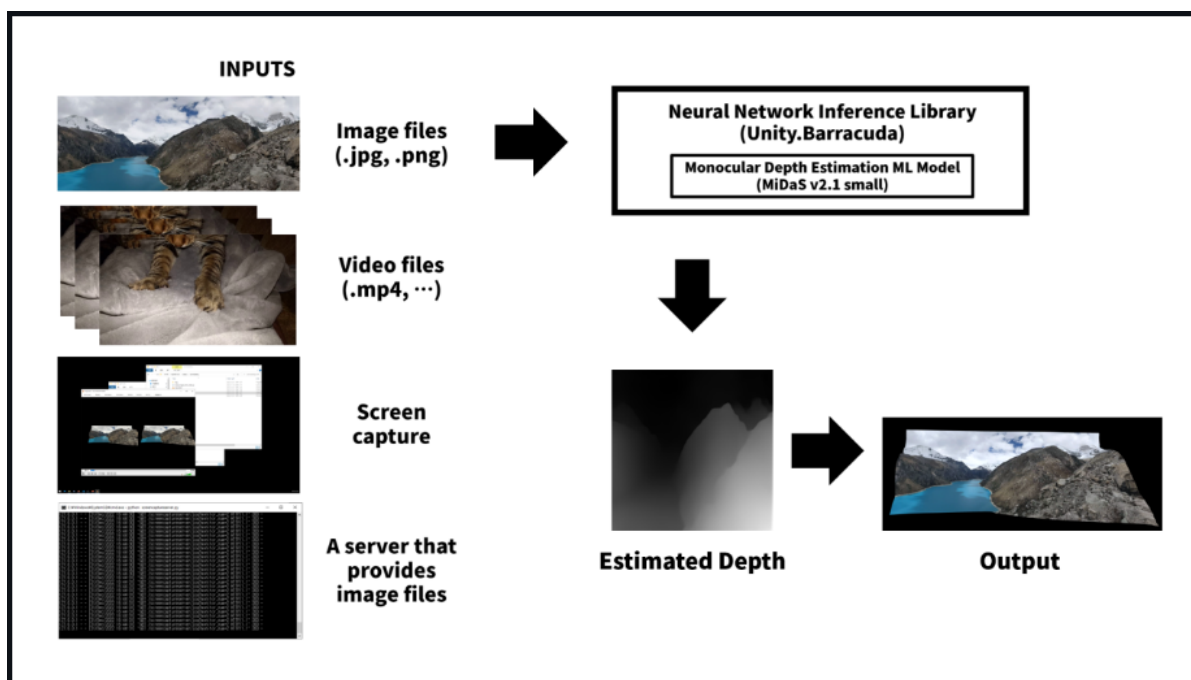 INPUTS
Image files
(.jpg, .png)
Video files
(.mp4, ⋯)
Screen
capture
A server that
provides
image files
Neural Network Inference Library
(Unity.Barracuda)
Monocular Depth Estimation ML Model
(MiDaS v2.1 small)
Estimated Depth
Output